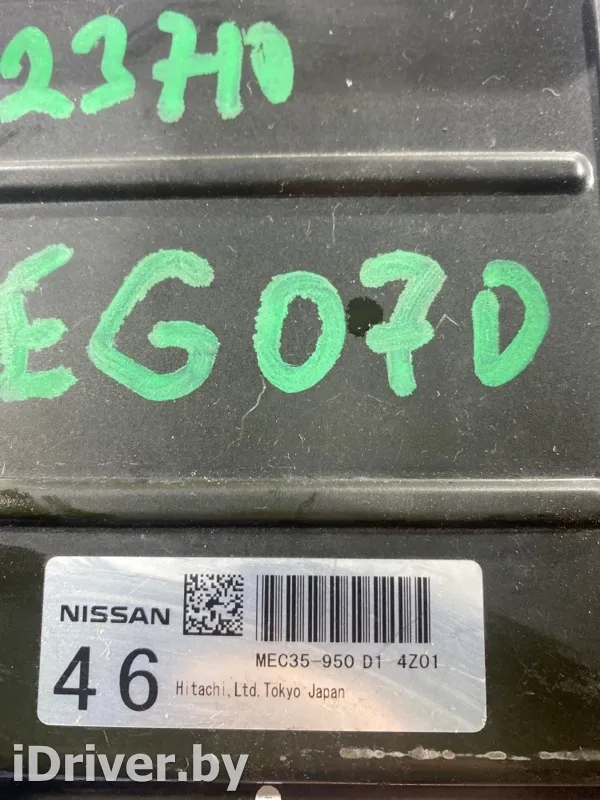 23710
EG07D
NISSAN
46
MEC35-950 D1 4Z01
Hitachi,Ltd.Tokyo Japan
iDriver.by